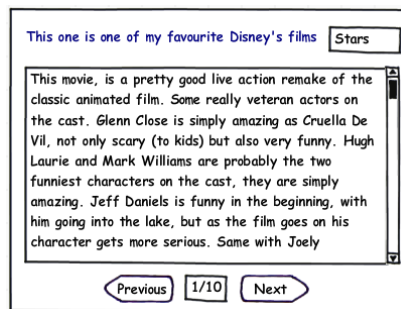 This one is one of my favourite Disney's films
Stars
This movie, is a pretty good live action remake of the
classic animated film. Some really veteran actors on
the cast. Glenn Close is simply amazing as Cruella De
Vil, not only scary (to kids) but also very funny. Hugh
Laurie and Mark Williams are probably the two
funniest characters on the cast, they are simply
amazing. Jeff Daniels is funny in the beginning, with
him going into the lake, but as the film goes on his
character gets more serious. Same with Joely
Previous
1/10
Next